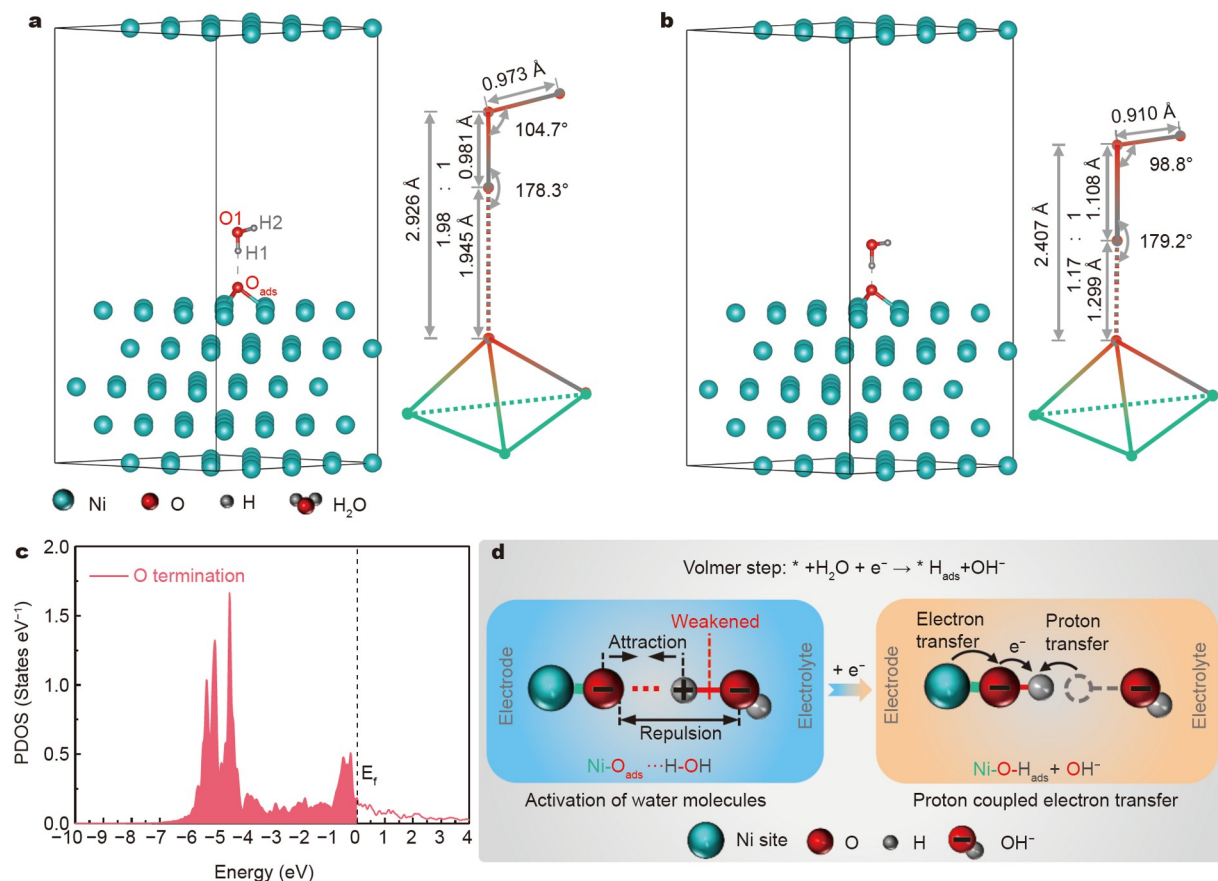 a
0.973 Å
104.7°
0.981 Å
1.98 : 1
2.926 Å
178.3°
1.945 Å
O1
H2
H1
Oₐds
Ni
O
H
H₂O
b
0.910 Å
98.8°
1.108 Å
1.17 : 1
2.407 Å
179.2°
1.299 Å
c
2.0
1.5
1.0
0.5
0.0
PDOS (States eV⁻¹)
O termination
E_f
−10 −9 −8 −7 −6 −5 −4 −3 −2 −1 0 1 2 3 4
Energy (eV)
d
Volmer step: * +H₂O + e⁻ → * H_ads+OH⁻
Electrode
Attraction
Weakened
Repulsion
Ni-O_ads ···H-OH
Electrolyte
Activation of water molecules
+ e⁻
Electrode
Electron transfer
e⁻
Proton transfer
Ni-O-H_ads + OH⁻
Electrolyte
Proton coupled electron transfer
Ni site
O
H
OH⁻